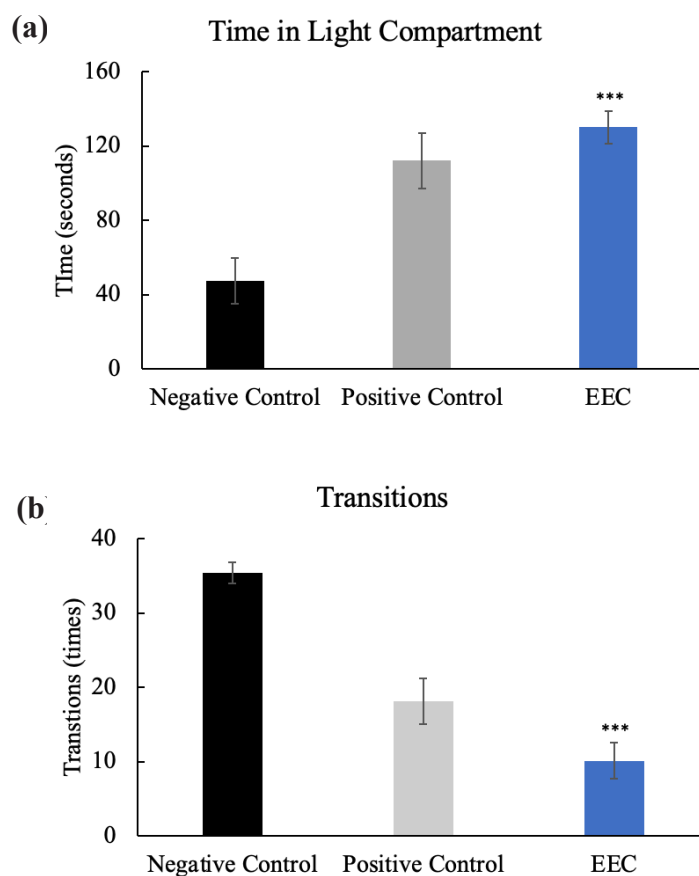 (a)
Time in Light Compartment
160
120
80
40
0
TIme (seconds)
***
Negative Control Positive Control EEC
(b)
Transitions
40
30
20
10
0
Transtions (times)
***
Negative Control Positive Control EEC